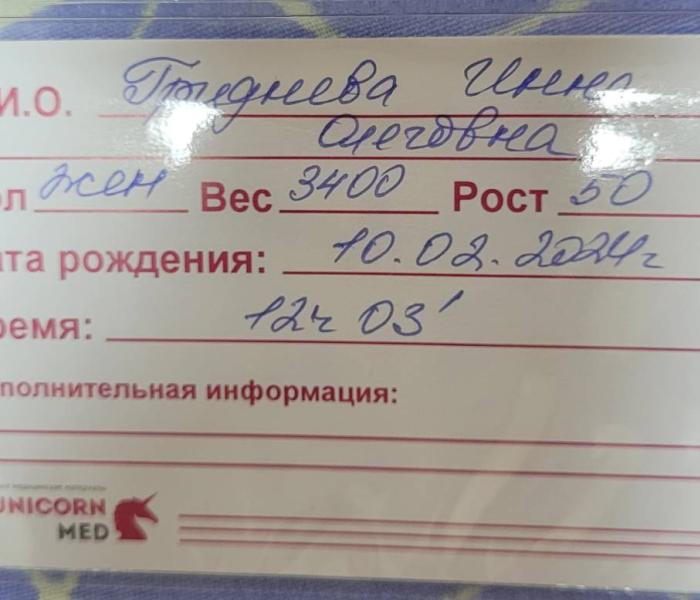 И.О. Гриднева Инна
Олеговна
ол жен Вес 3400 Рост 50
ата рождения: 10.02.2024г
ремя: 12ч 03'
полнительная информация:
UNICORN
MED